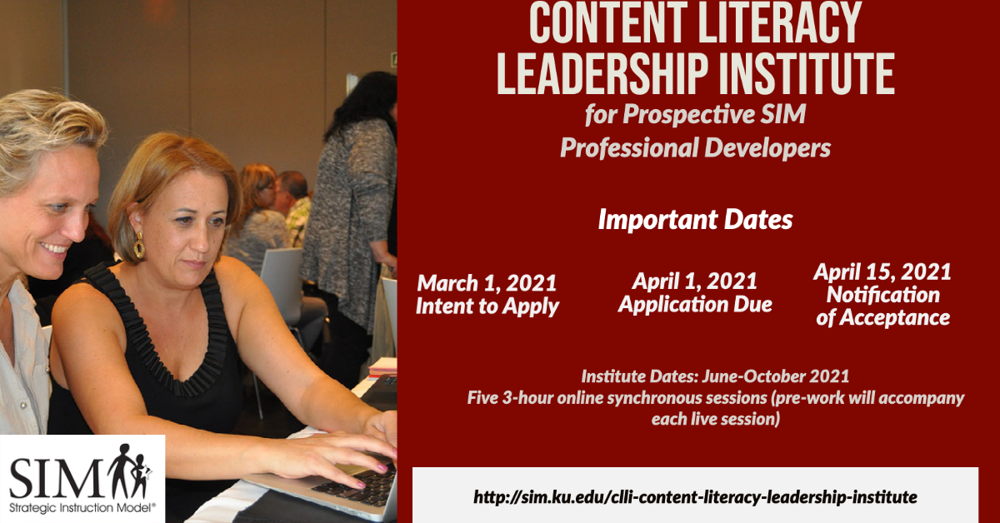 CONTENT LITERACY
LEADERSHIP INSTITUTE
for Prospective SIM
Professional Developers
Important Dates
March 1, 2021
Intent to Apply
April 1, 2021
Application Due
April 15, 2021
Notification
of Acceptance
Institute Dates: June-October 2021
Five 3-hour online synchronous sessions (pre-work will accompany
each live session)
http://sim.ku.edu/clli-content-literacy-leadership-institute
SIM
Strategic Instruction Model®